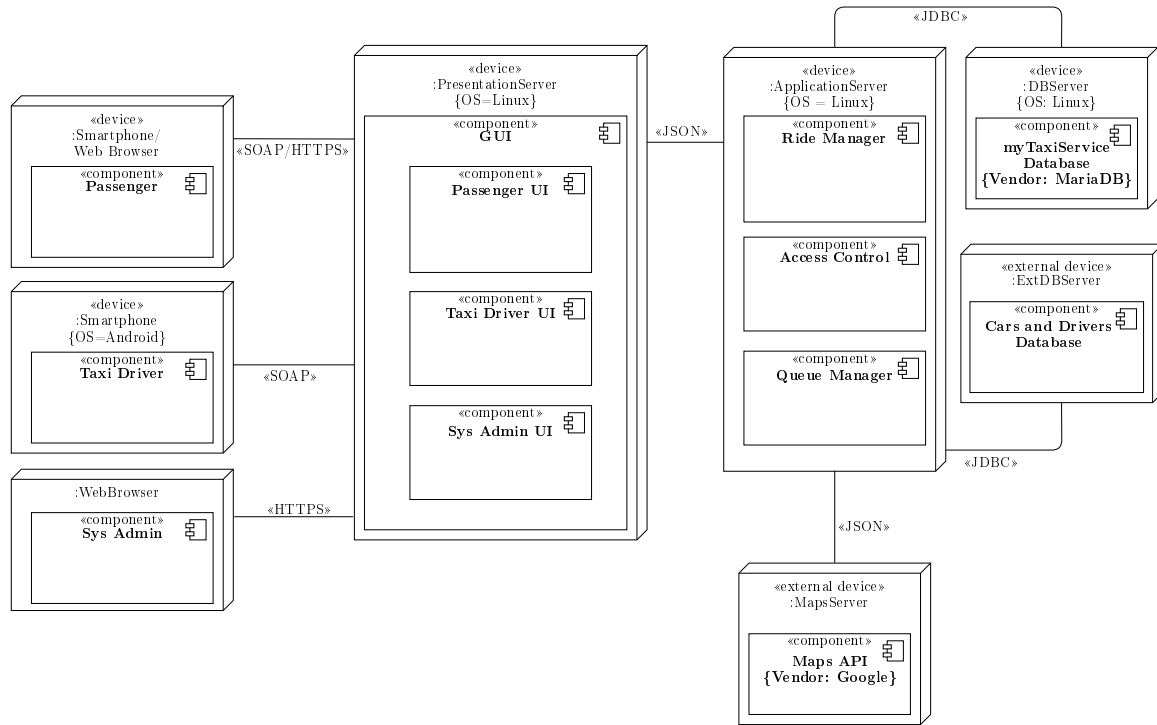 «JDBC»
«device»
:Smartphone/
Web Browser
«component»
Passenger
«SOAP/HTTPS»
«device»
:Smartphone
{OS=Android}
«component»
Taxi Driver
«SOAP»
:WebBrowser
«component»
Sys Admin
«HTTPS»
«device»
:PresentationServer
{OS=Linux}
«component»
GUI
«component»
Passenger UI
«component»
Taxi Driver UI
«component»
Sys Admin UI
«JSON»
«device»
:ApplicationServer
{OS = Linux}
«component»
Ride Manager
«component»
Access Control
«component»
Queue Manager
«device»
:DBServer
{OS: Linux}
«component»
myTaxiService
Database
{Vendor: MariaDB}
«external device»
:ExtDBServer
«component»
Cars and Drivers
Database
«JDBC»
«JSON»
«external device»
:MapsServer
«component»
Maps API
{Vendor: Google}